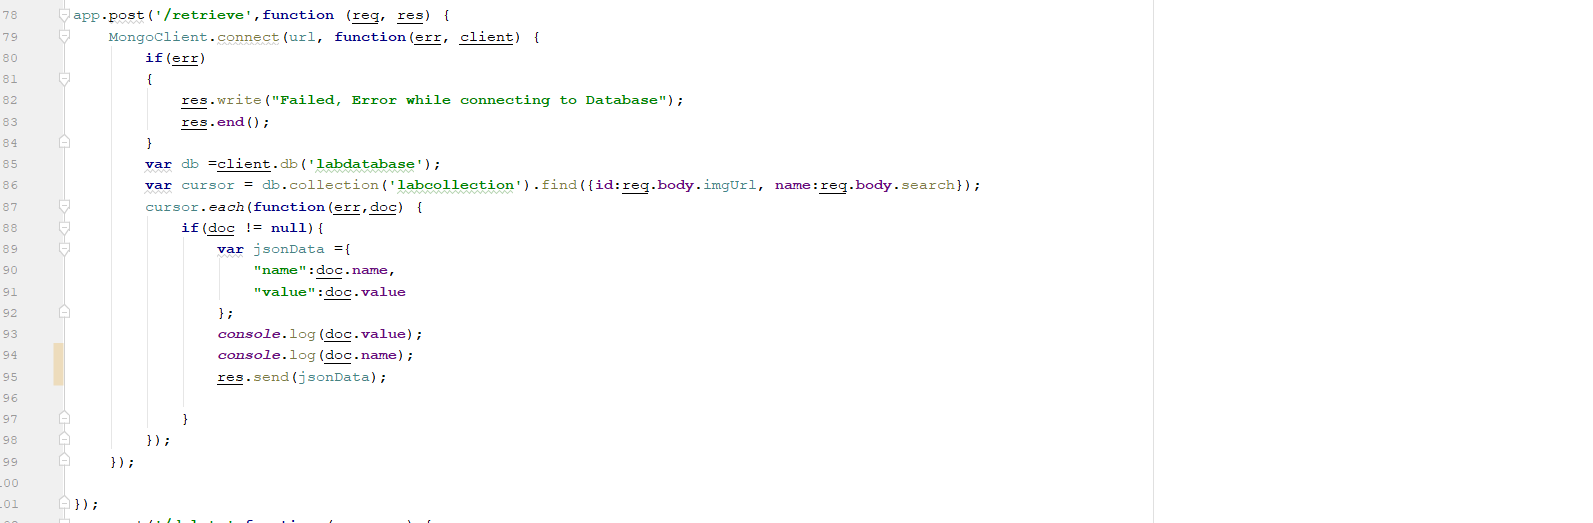 78 app.post('/retrieve',function (req, res) {
79 MongoClient.connect(url, function(err, client) {
80 if(err)
81 {
82 res.write("Failed, Error while connecting to Database");
83 res.end();
84 }
85 var db =client.db('labdatabase');
86 var cursor = db.collection('labcollection').find({id:req.body.imgUrl, name:req.body.search});
87 cursor.each(function(err,doc) {
88 if(doc != null){
89 var jsonData ={
90 "name":doc.name,
91 "value":doc.value
92 };
93 console.log(doc.value);
94 console.log(doc.name);
95 res.send(jsonData);
96
97 }
98 });
99 });
00
01 });